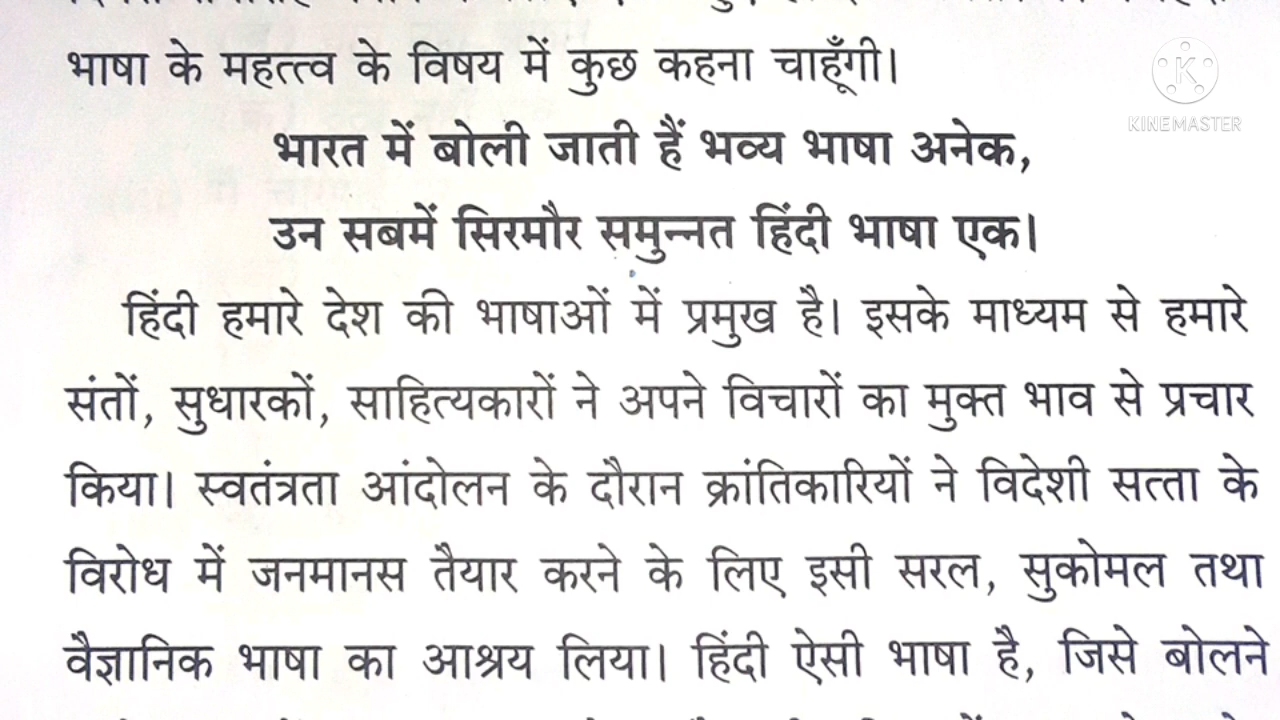 भाषा के महत्त्व के विषय में कुछ कहना चाहूँगी।
KINEMASTER
भारत में बोली जाती हैं भव्य भाषा अनेक,
उन सबमें सिरमौर समुन्नत हिंदी भाषा एक।
हिंदी हमारे देश की भाषाओं में प्रमुख है। इसके माध्यम से हमारे
संतों, सुधारकों, साहित्यकारों ने अपने विचारों का मुक्त भाव से प्रचार
किया। स्वतंत्रता आंदोलन के दौरान क्रांतिकारियों ने विदेशी सत्ता के
विरोध में जनमानस तैयार करने के लिए इसी सरल, सुकोमल तथा
वैज्ञानिक भाषा का आश्रय लिया। हिंदी ऐसी भाषा है, जिसे बोलने